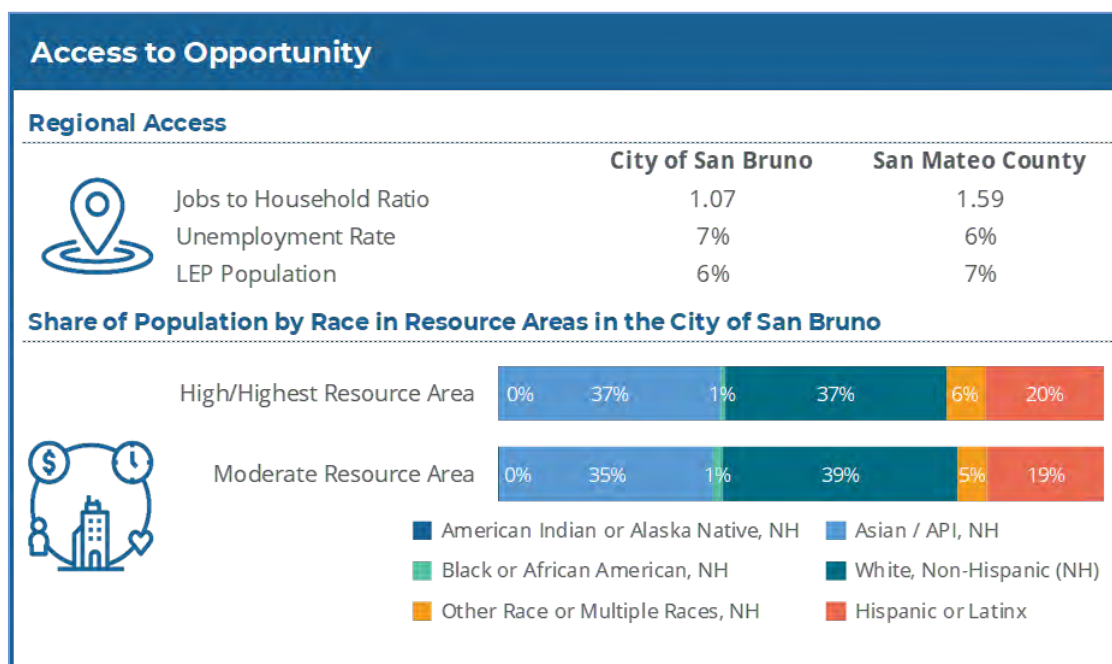 Access to Opportunity
Regional Access
City of San Bruno San Mateo County
Jobs to Household Ratio 1.07 1.59
Unemployment Rate 7% 6%
LEP Population 6% 7%
Share of Population by Race in Resource Areas in the City of San Bruno
High/Highest Resource Area 0% 37% 1% 37% 6% 20%
$
Moderate Resource Area 0% 35% 1% 39% 5% 19%
American Indian or Alaska Native, NH Asian / API, NH
Black or African American, NH White, Non-Hispanic (NH)
Other Race or Multiple Races, NH Hispanic or Latinx